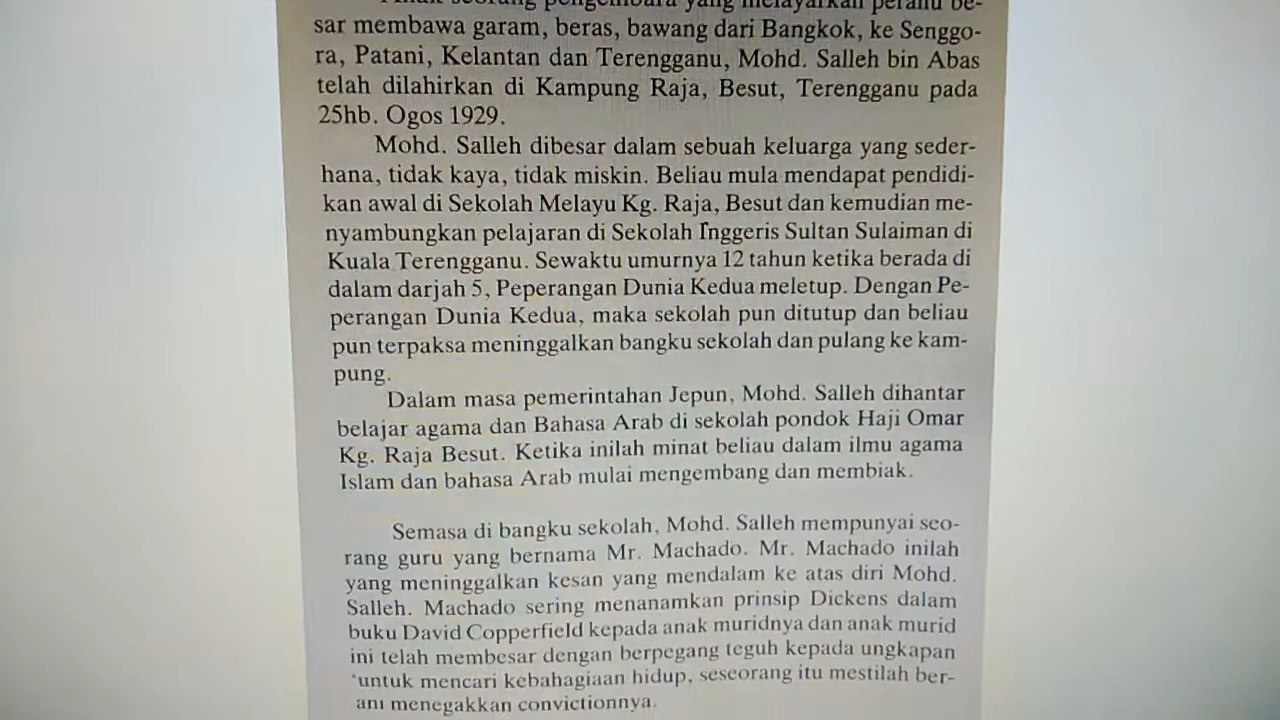 Anak seorang pengembara yang melayarkan perahu be-
sar membawa garam, beras, bawang dari Bangkok, ke Senggo-
ra, Patani, Kelantan dan Terengganu, Mohd. Salleh bin Abas
telah dilahirkan di Kampung Raja, Besut, Terengganu pada
25hb. Ogos 1929.
Mohd. Salleh dibesar dalam sebuah keluarga yang seder-
hana, tidak kaya, tidak miskin. Beliau mula mendapat pendidi-
kan awal di Sekolah Melayu Kg. Raja, Besut dan kemudian me-
nyambungkan pelajaran di Sekolah Inggeris Sultan Sulaiman di
Kuala Terengganu. Sewaktu umurnya 12 tahun ketika berada di
dalam darjah 5, Peperangan Dunia Kedua meletup. Dengan Pe-
perangan Dunia Kedua, maka sekolah pun ditutup dan beliau
pun terpaksa meninggalkan bangku sekolah dan pulang ke kam-
pung.
Dalam masa pemerintahan Jepun, Mohd. Salleh dihantar
belajar agama dan Bahasa Arab di sekolah pondok Haji Omar
Kg. Raja Besut. Ketika inilah minat beliau dalam ilmu agama
Islam dan bahasa Arab mulai mengembang dan membiak.
Semasa di bangku sekolah, Mohd. Salleh mempunyai seo-
rang guru yang bernama Mr. Machado. Mr. Machado inilah
yang meninggalkan kesan yang mendalam ke atas diri Mohd.
Salleh. Machado sering menanamkan prinsip Dickens dalam
buku David Copperfield kepada anak muridnya dan anak murid
ini telah membesar dengan berpegang teguh kepada ungkapan
'untuk mencari kebahagiaan hidup, seseorang itu mestilah ber-
ani menegakkan convictionnya.